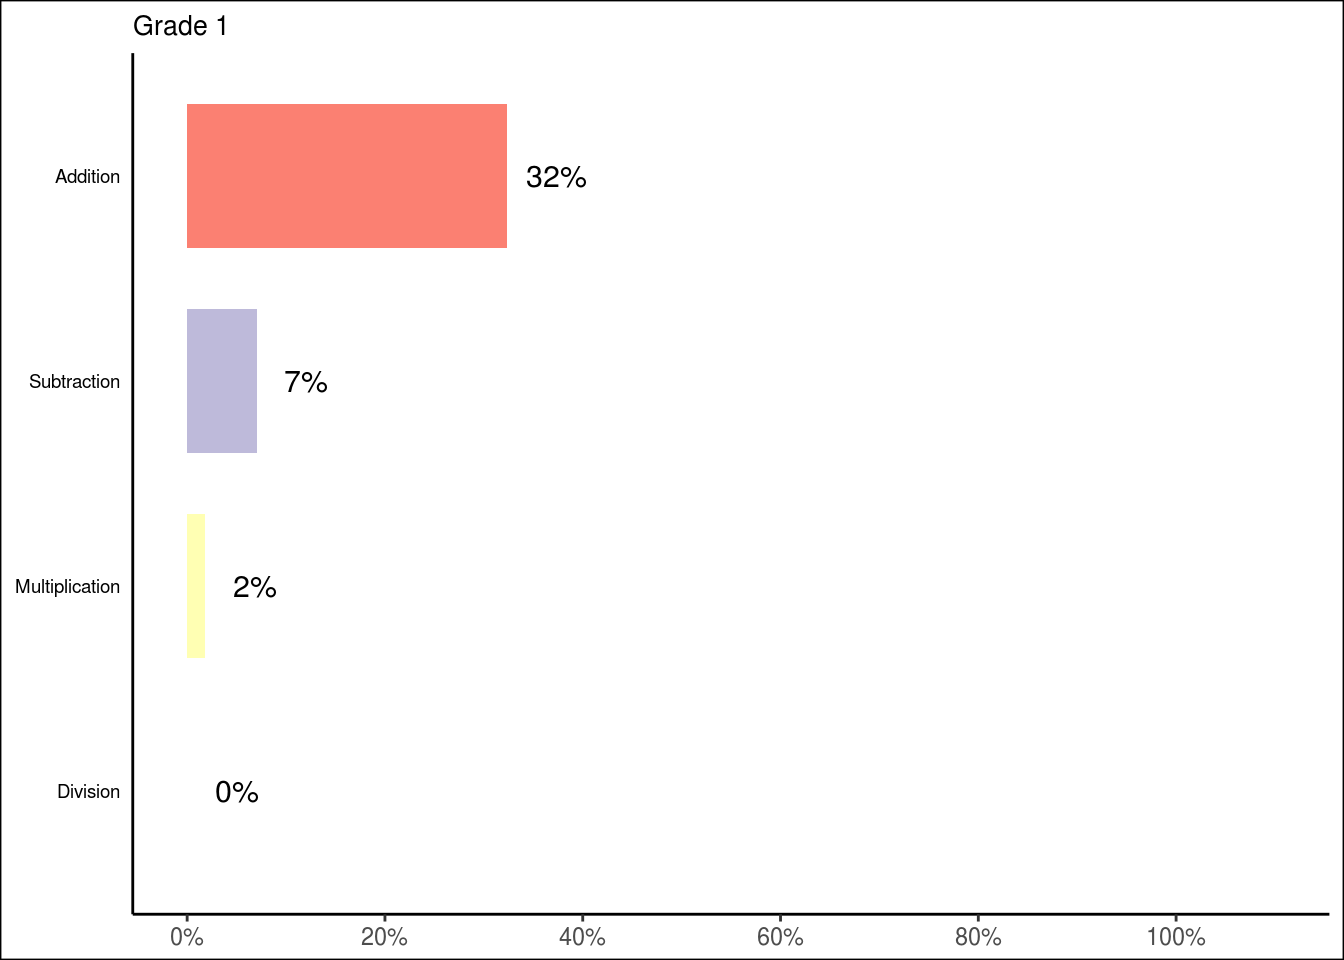 Grade 1
Addition
32%
Subtraction
7%
Multiplication
2%
Division
0%
0% 20% 40% 60% 80% 100%